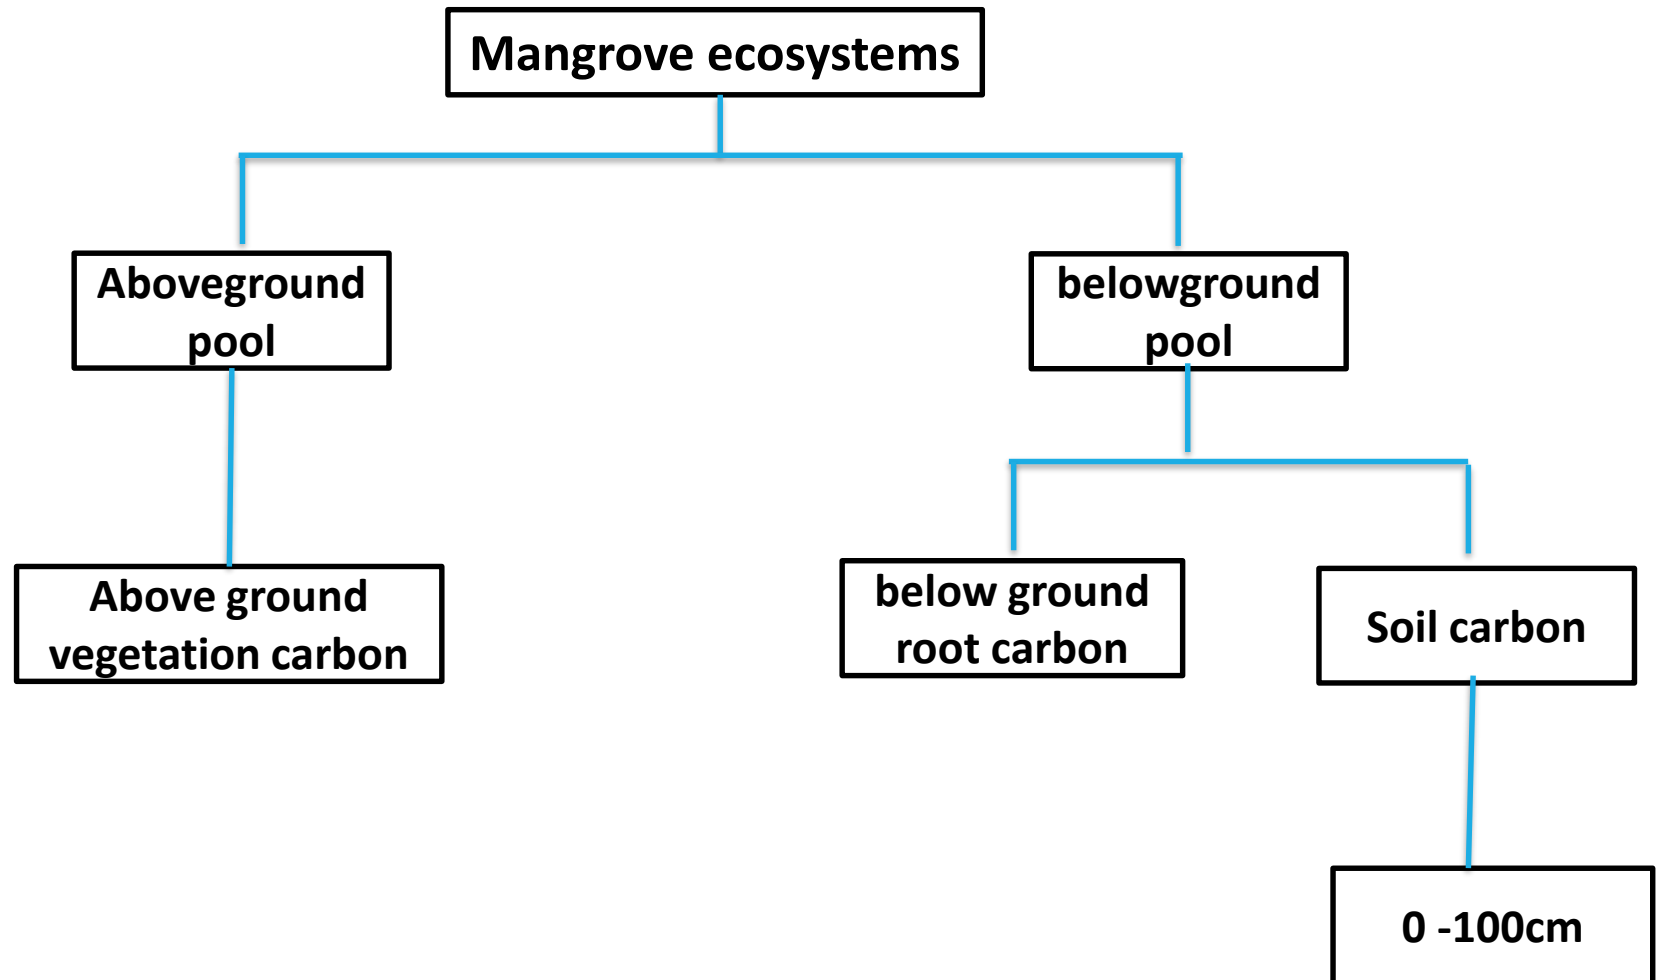 Mangrove ecosystems
Aboveground
pool
belowground
pool
Above ground
vegetation carbon
below ground
root carbon
Soil carbon
0 -100cm